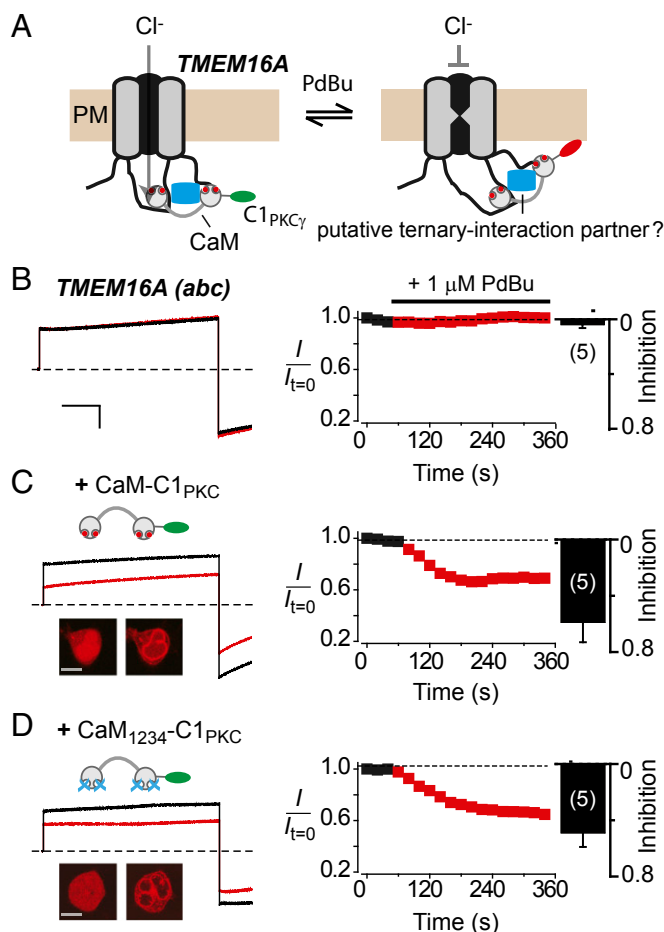 A
Cl-
Cl-
TMEM16A
PdBu
PM
C1PKCγ
CaM
putative ternary-interaction partner?
B
TMEM16A (abc)
+ 1 μM PdBu
1.0
I
It=0
0.6
0.2
0 120 240 360
Time (s)
(5)
0
Inhibition
0.8
C
+ CaM-C1PKC
1.0
I
It=0
0.6
0.2
0 120 240 360
Time (s)
(5)
0
Inhibition
0.8
D
+ CaM1234-C1PKC
1.0
I
It=0
0.6
0.2
0 120 240 360
Time (s)
(5)
0
Inhibition
0.8